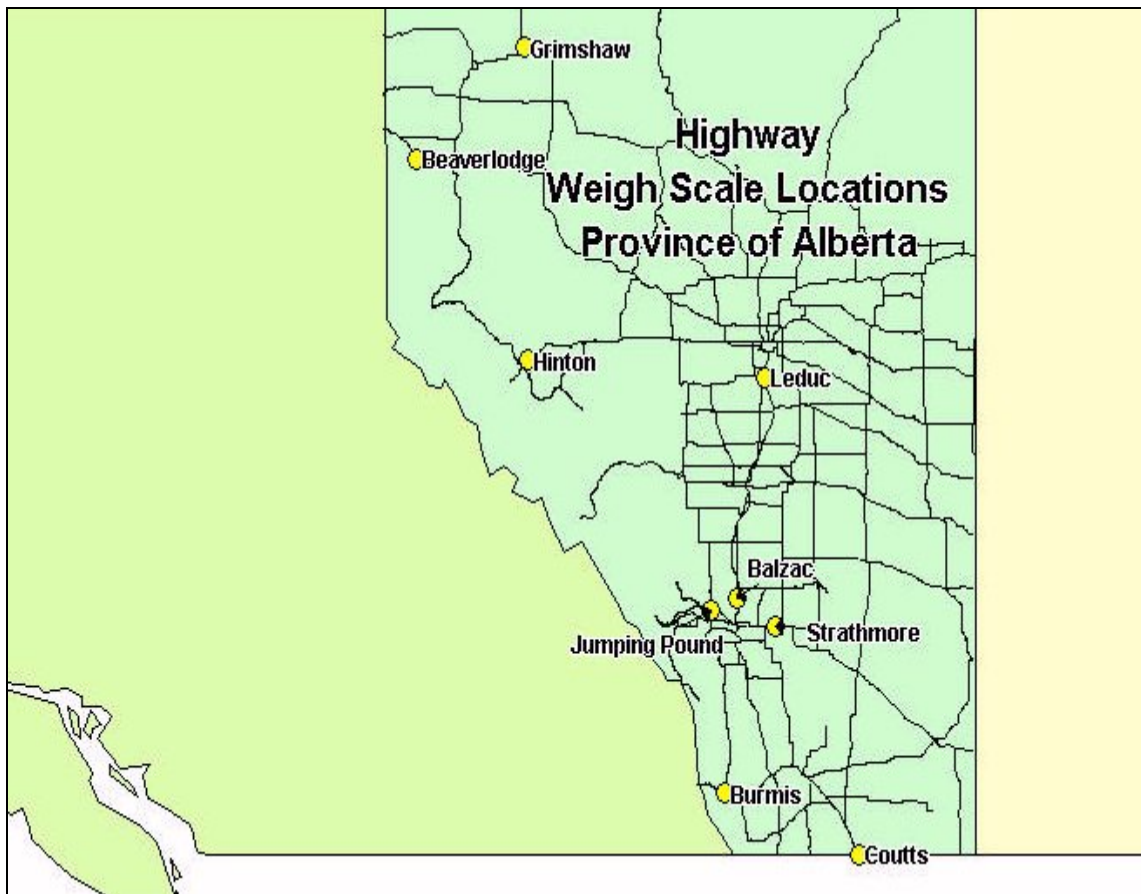 Grimshaw
Highway
Beaverlodge
Weigh Scale Locations
Province of Alberta
Hinton
Leduc
Balzac
Strathmore
Jumping Pound
Burmis
Coutts